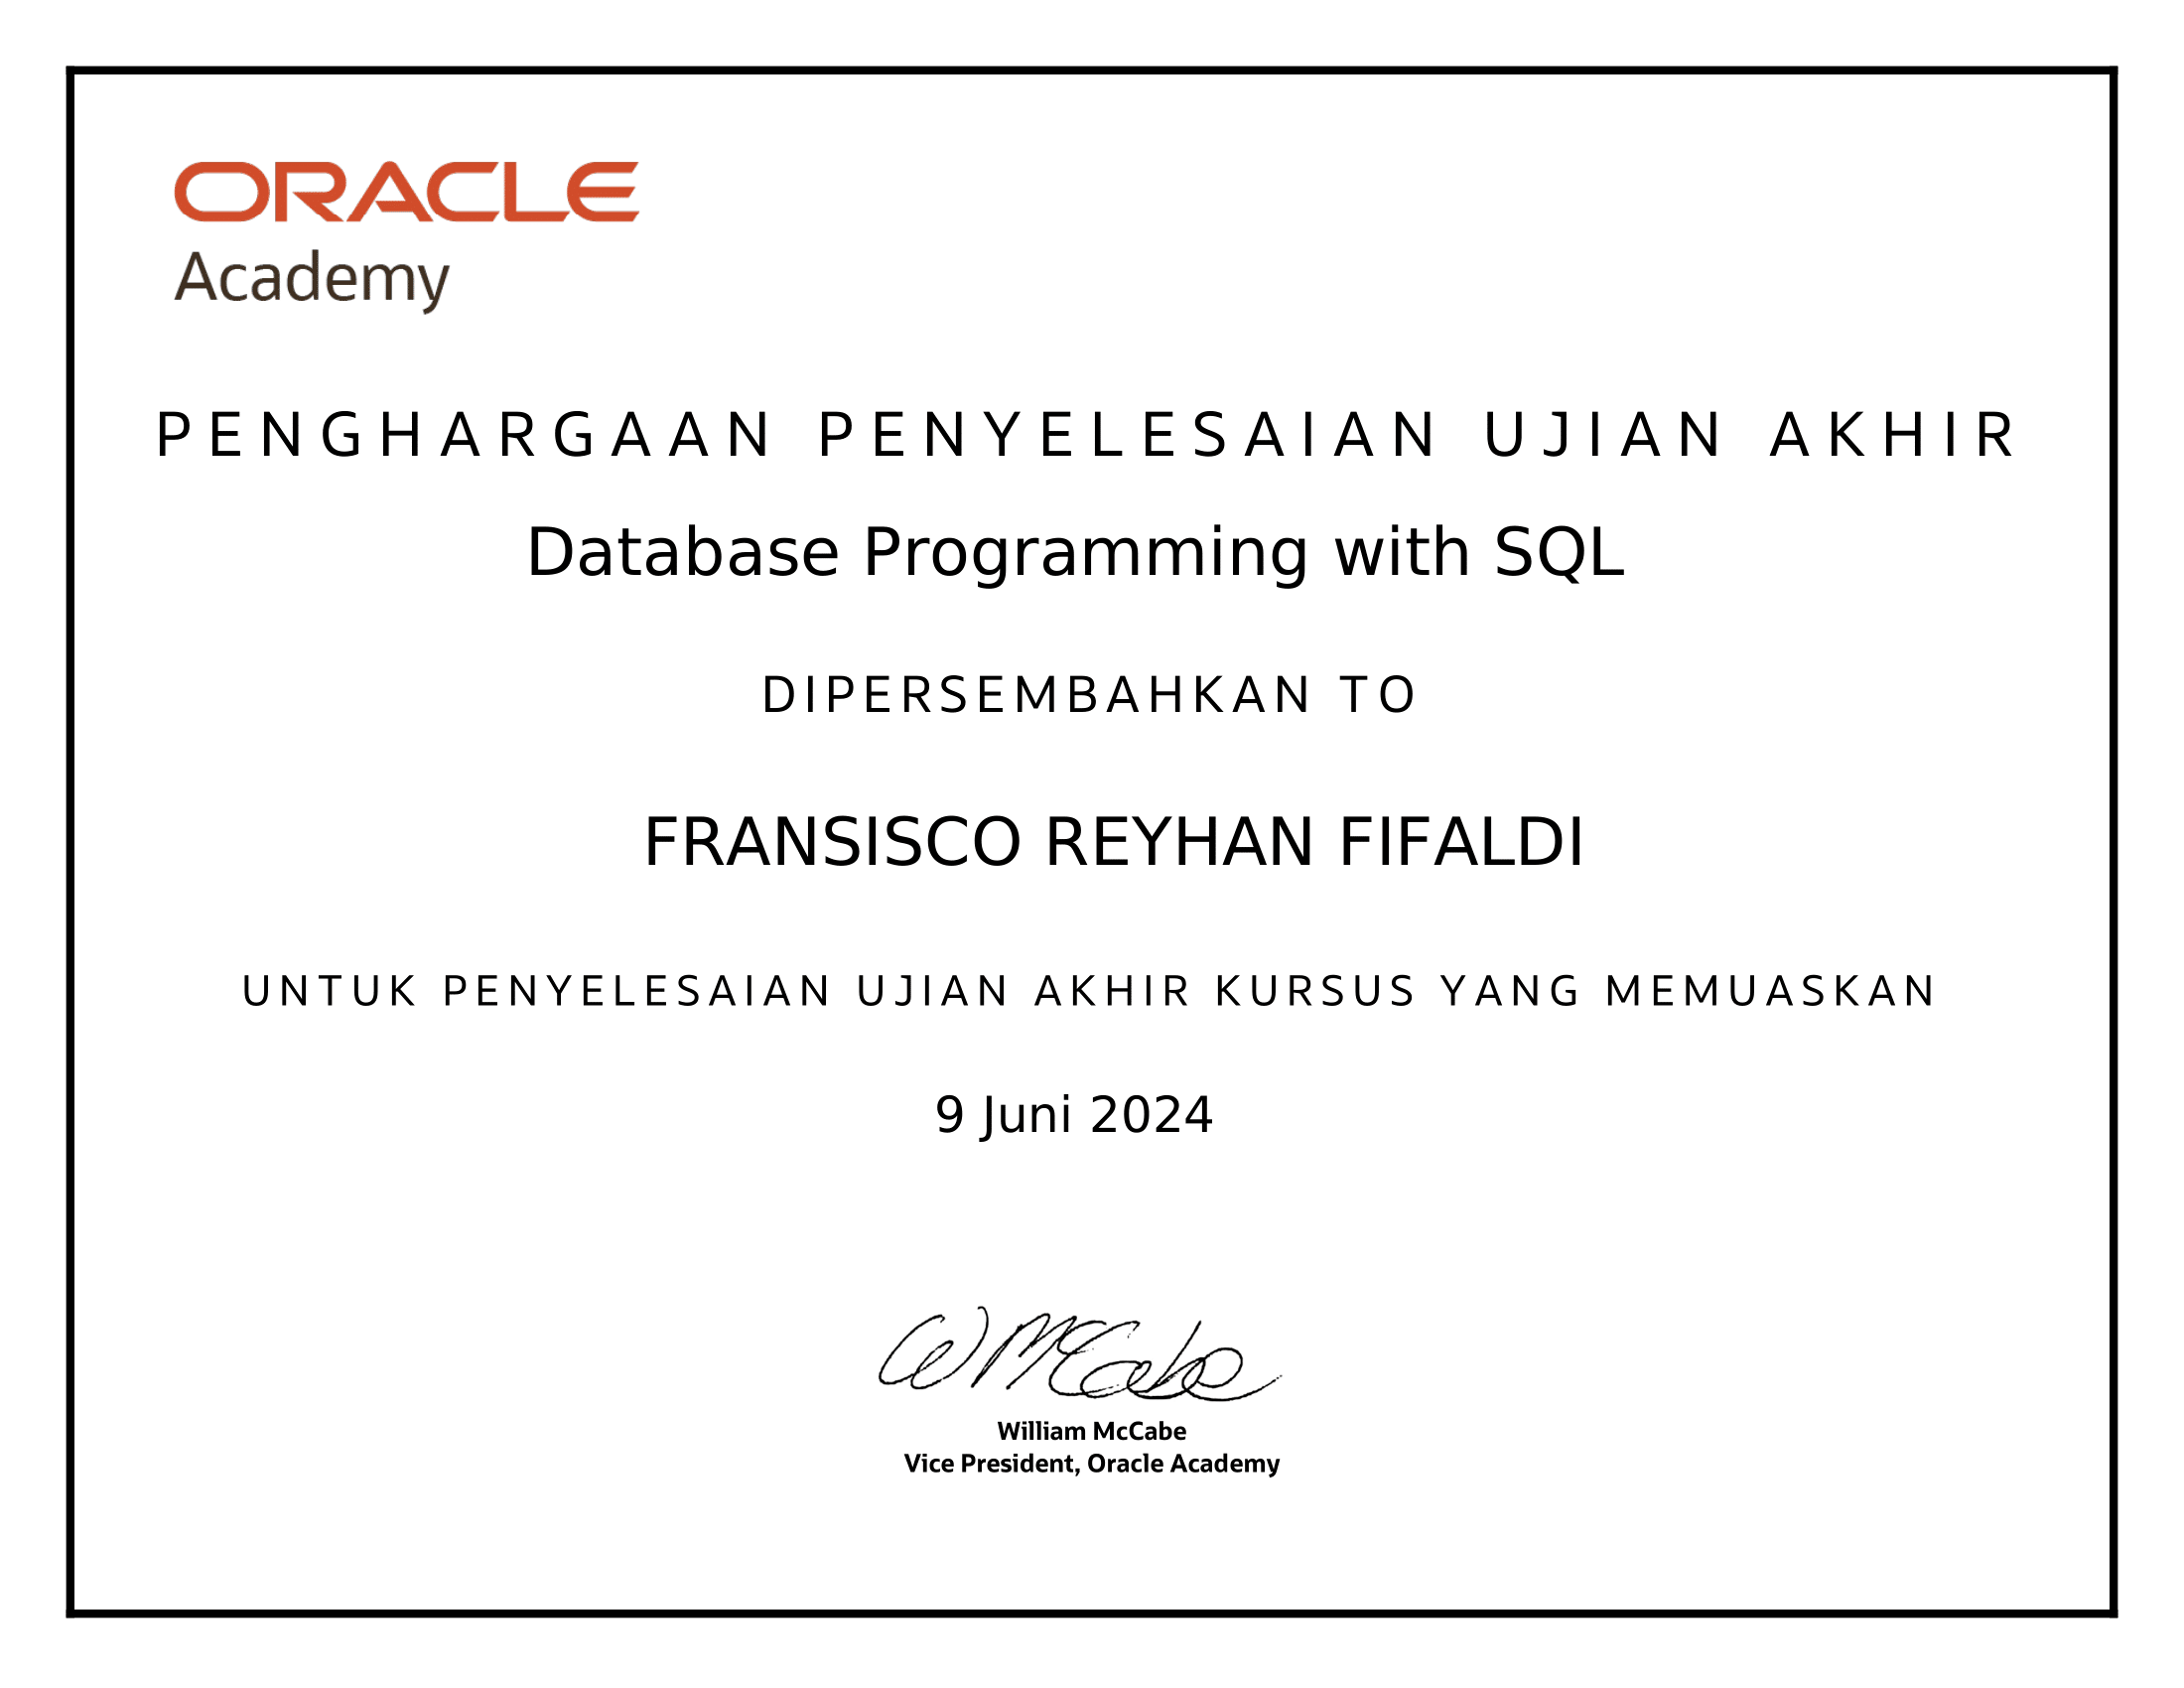 ORACLE
Academy
PENGHARGAAN PENYELESAIAN UJIAN AKHIR
Database Programming with SQL
DIPERSEMBAHKAN TO
FRANSISCO REYHAN FIFALDI
UNTUK PENYELESAIAN UJIAN AKHIR KURSUS YANG MEMUASKAN
9 Juni 2024
W McCabe
William McCabe
Vice President, Oracle Academy